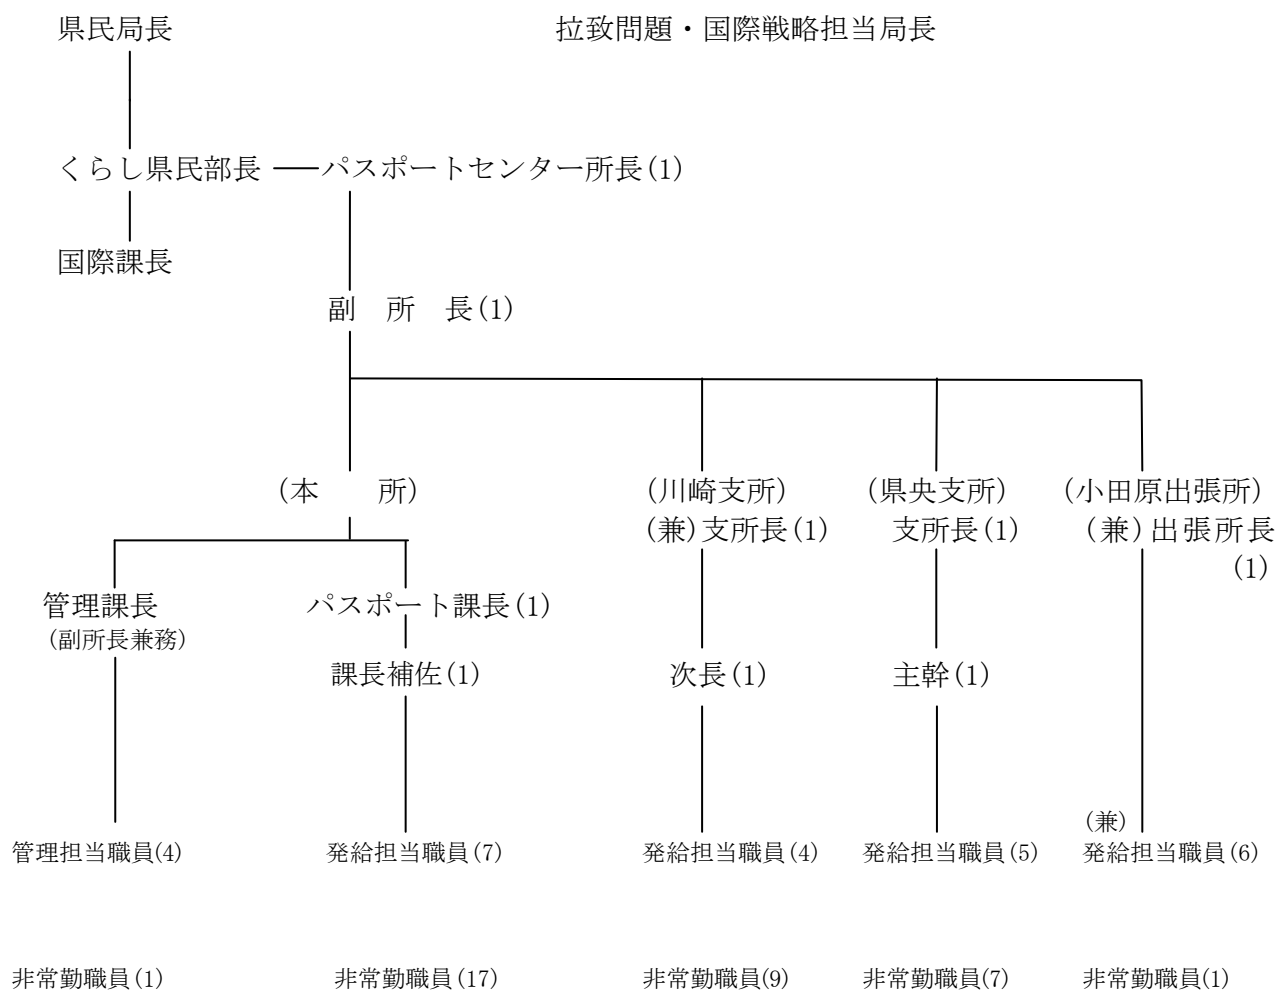 県民局長
拉致問題・国際戦略担当局長
くらし県民部長
パスポートセンター所長(1)
国際課長
副 所 長(1)
(本 所)
(川崎支所)
(県央支所)
(小田原出張所)
(兼)支所長(1)
支所長(1)
(兼)出張所長
(1)
管理課長
パスポート課長(1)
(副所長兼務)
課長補佐(1)
次長(1)
主幹(1)
(兼)
管理担当職員(4)
発給担当職員(7)
発給担当職員(4)
発給担当職員(5)
発給担当職員(6)
非常勤職員(1)
非常勤職員(17)
非常勤職員(9)
非常勤職員(7)
非常勤職員(1)